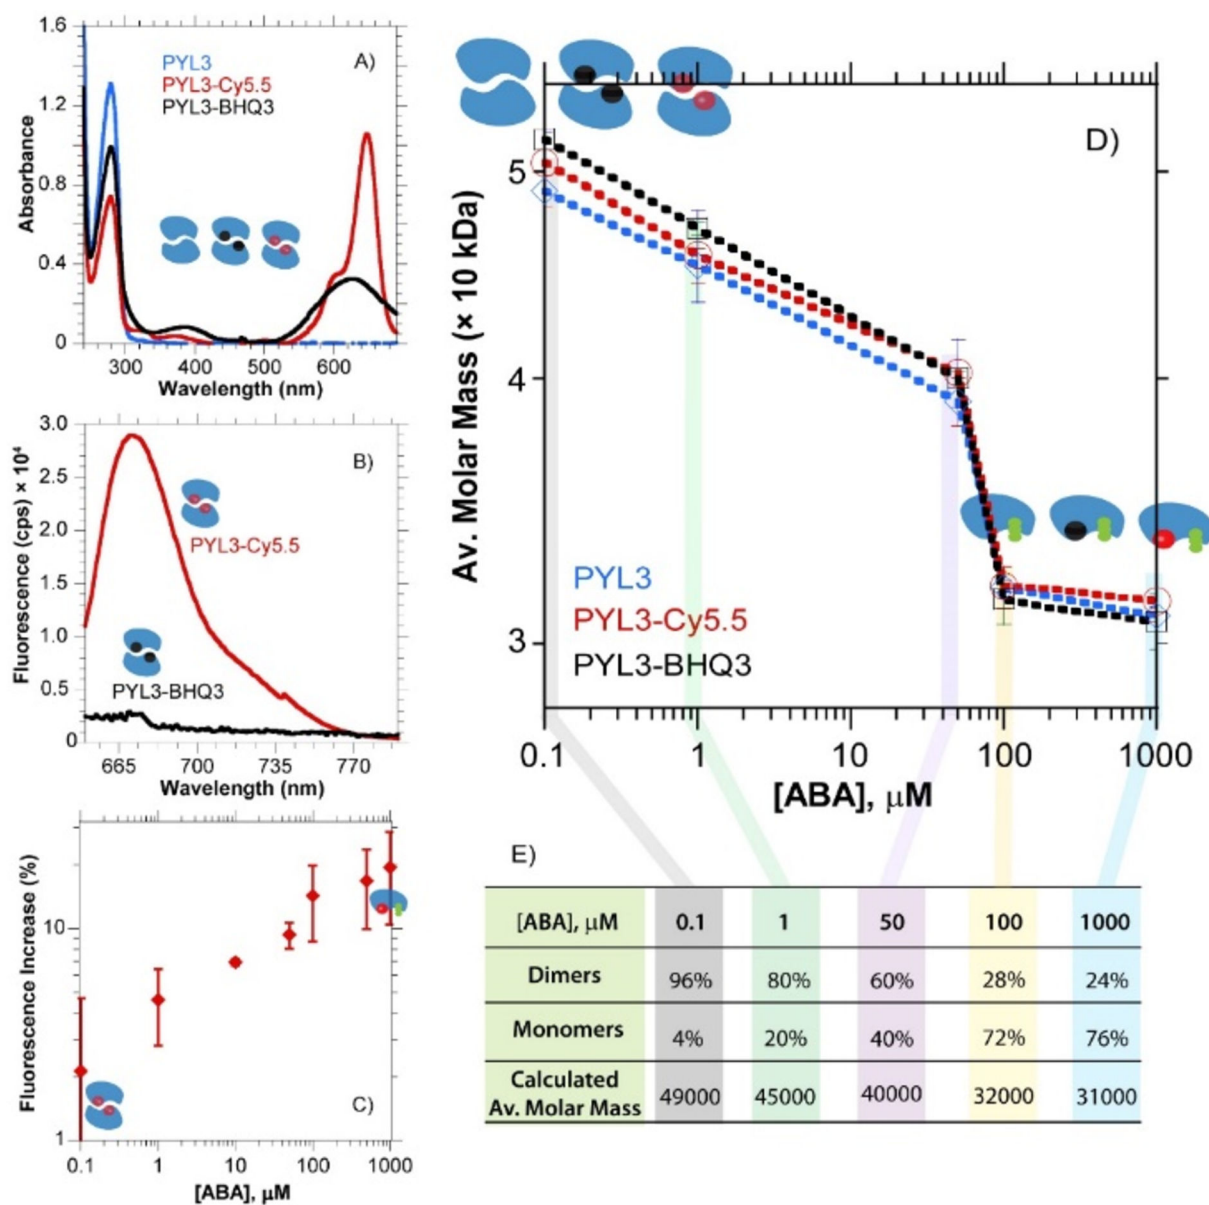 A)
PYL3
PYL3-Cy5.5
PYL3-BHQ3
1.6
1.2
0.8
0.4
0
Absorbance
300 400 500 600
Wavelength (nm)
B)
3.0
2.5
2.0
1.5
1.0
0.5
0
Fluorescence (cps) × 10⁴
PYL3-Cy5.5
PYL3-BHQ3
665 700 735 770
Wavelength (nm)
C)
10
1
Fluorescence Increase (%)
0.1 1 10 100 1000
[ABA], µM
D)
5
4
3
Av. Molar Mass (× 10 kDa)
PYL3
PYL3-Cy5.5
PYL3-BHQ3
0.1 1 10 100 1000
[ABA], µM
E)
[ABA], µM 0.1 1 50 100 1000
Dimers 96% 80% 60% 28% 24%
Monomers 4% 20% 40% 72% 76%
Calculated
Av. Molar Mass 49000 45000 40000 32000 31000